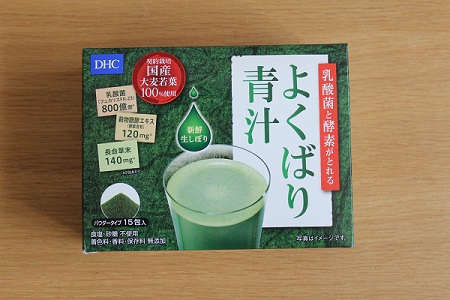 DHC
契約栽培
国産
大麦若葉
100%使用
乳酸菌と酵素がとれる
よくばり
青汁
乳酸菌
800億個
穀物醗酵エキス
120mg
長命草末
140mg
新鮮
生しぼり
パウダータイプ 15包入
食塩・砂糖 不使用
着色料・香料・保存料 無添加
写真はイメージです。